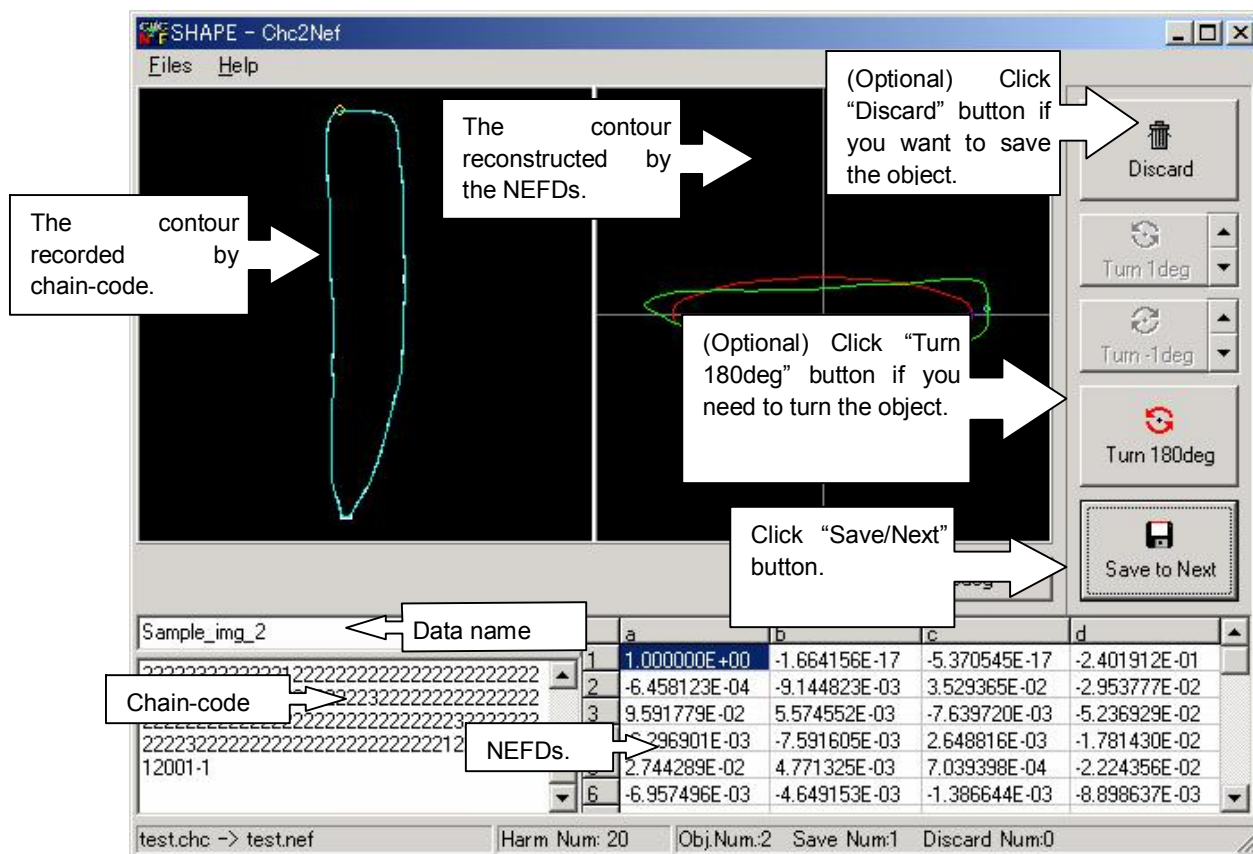 SHAPE - Chc2Nef
Files Help
(Optional) Click
“Discard” button if
you want to save
the object.
Discard
The contour
reconstructed by
the NEFDs.
The contour
recorded by
chain-code.
Turn 1deg
Turn -1deg
(Optional) Click “Turn
180deg” button if you
need to turn the object.
Turn 180deg
Click “Save/Next”
button.
Save to Next
Sample_img_2
Data name
a b c d
1 1.000000E+00 -1.664156E-17 -5.370545E-17 -2.401912E-01
2 -6.458123E-04 -9.144823E-03 3.529365E-02 -2.953777E-02
3 9.591779E-02 5.574552E-03 -7.639720E-03 -5.236929E-02
296901E-03 -7.591605E-03 2.648816E-03 -1.781430E-02
2.744289E-02 4.771325E-03 7.039398E-04 -2.224356E-02
6 -6.957496E-03 -4.649153E-03 -1.386644E-03 -8.898637E-03
Chain-code
12001-1
NEFDs.
test.chc -> test.nef Harm Num: 20 Obj.Num.:2 Save Num:1 Discard Num:0